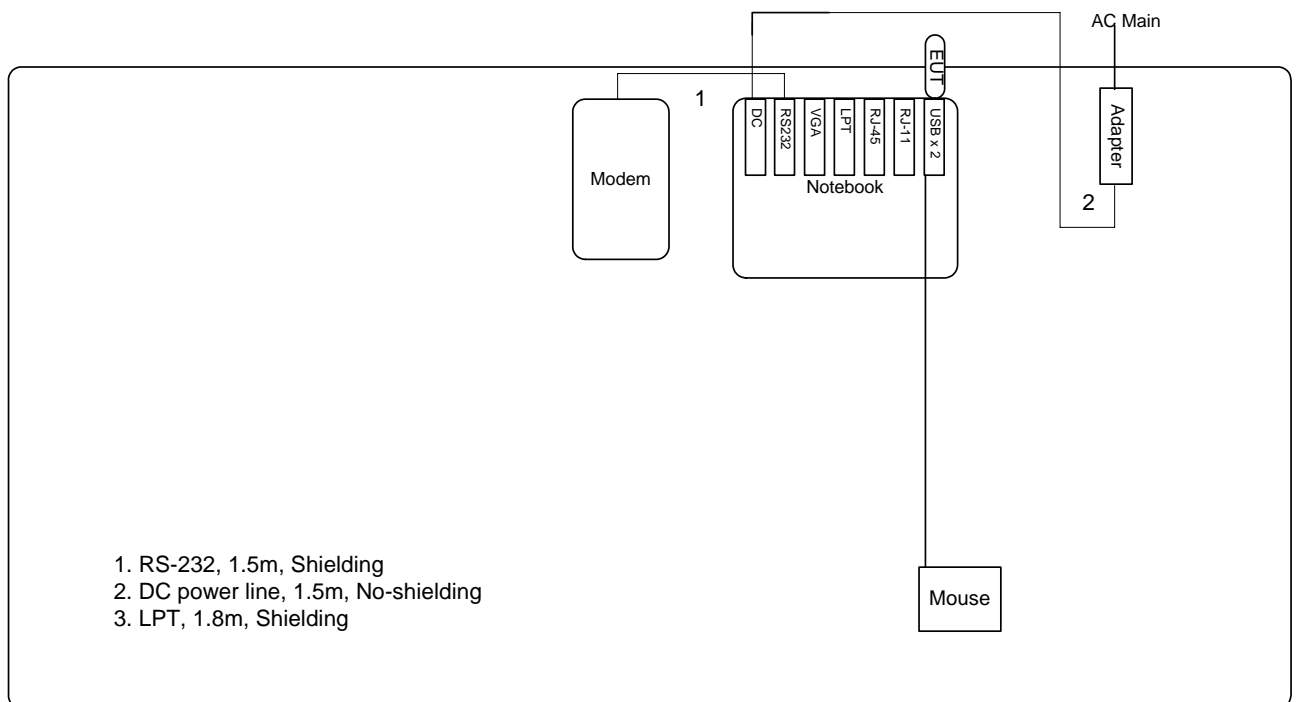 AC Main
EUT
1
DC
RS232
VGA
LPT
RJ-45
RJ-11
USB x 2
Adapter
Modem
Notebook
2
1. RS-232, 1.5m, Shielding
2. DC power line, 1.5m, No-shielding
3. LPT, 1.8m, Shielding
Mouse